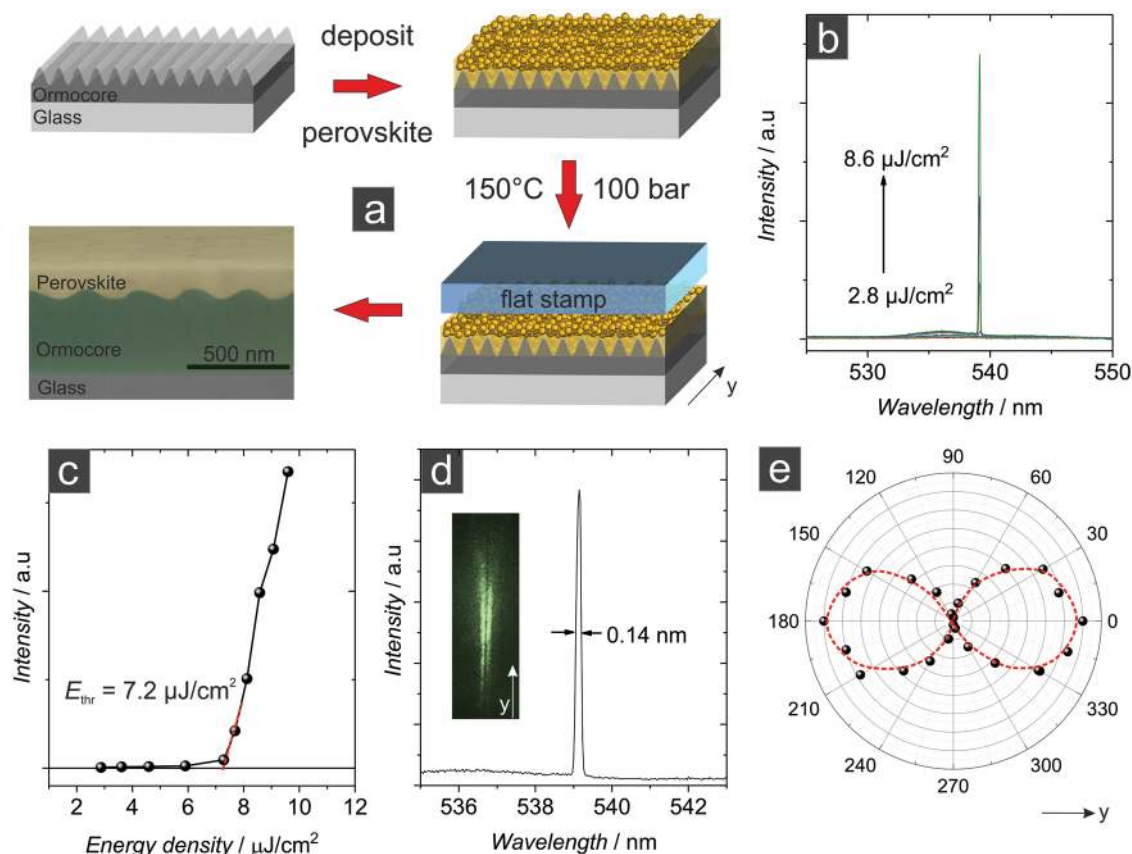 deposit
perovskite
Ormocore
Glass
150°C
100 bar
a
flat stamp
y
Perovskite
Ormocore
500 nm
Glass
b
Intensity / a.u
8.6 µJ/cm²
2.8 µJ/cm²
530 540 550
Wavelength / nm
c
Intensity / a.u
E_thr = 7.2 µJ/cm²
2 4 6 8 10 12
Energy density / µJ/cm²
d
Intensity / a.u
0.14 nm
y
536 538 540 542
Wavelength / nm
e
90
120 60
150 30
180 0
210 330
240 300
270
y